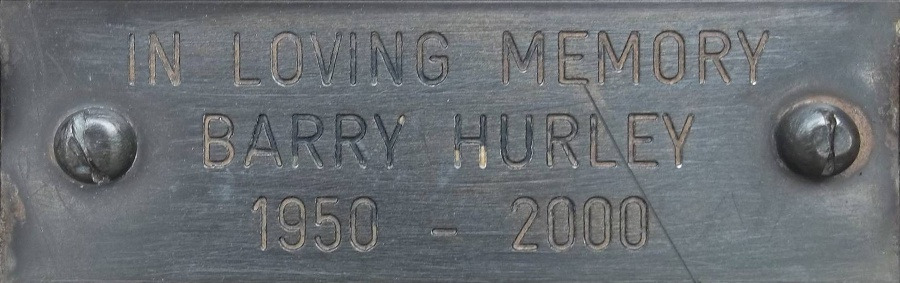 IN LOVING MEMORY
BARRY HURLEY
1950 - 2000